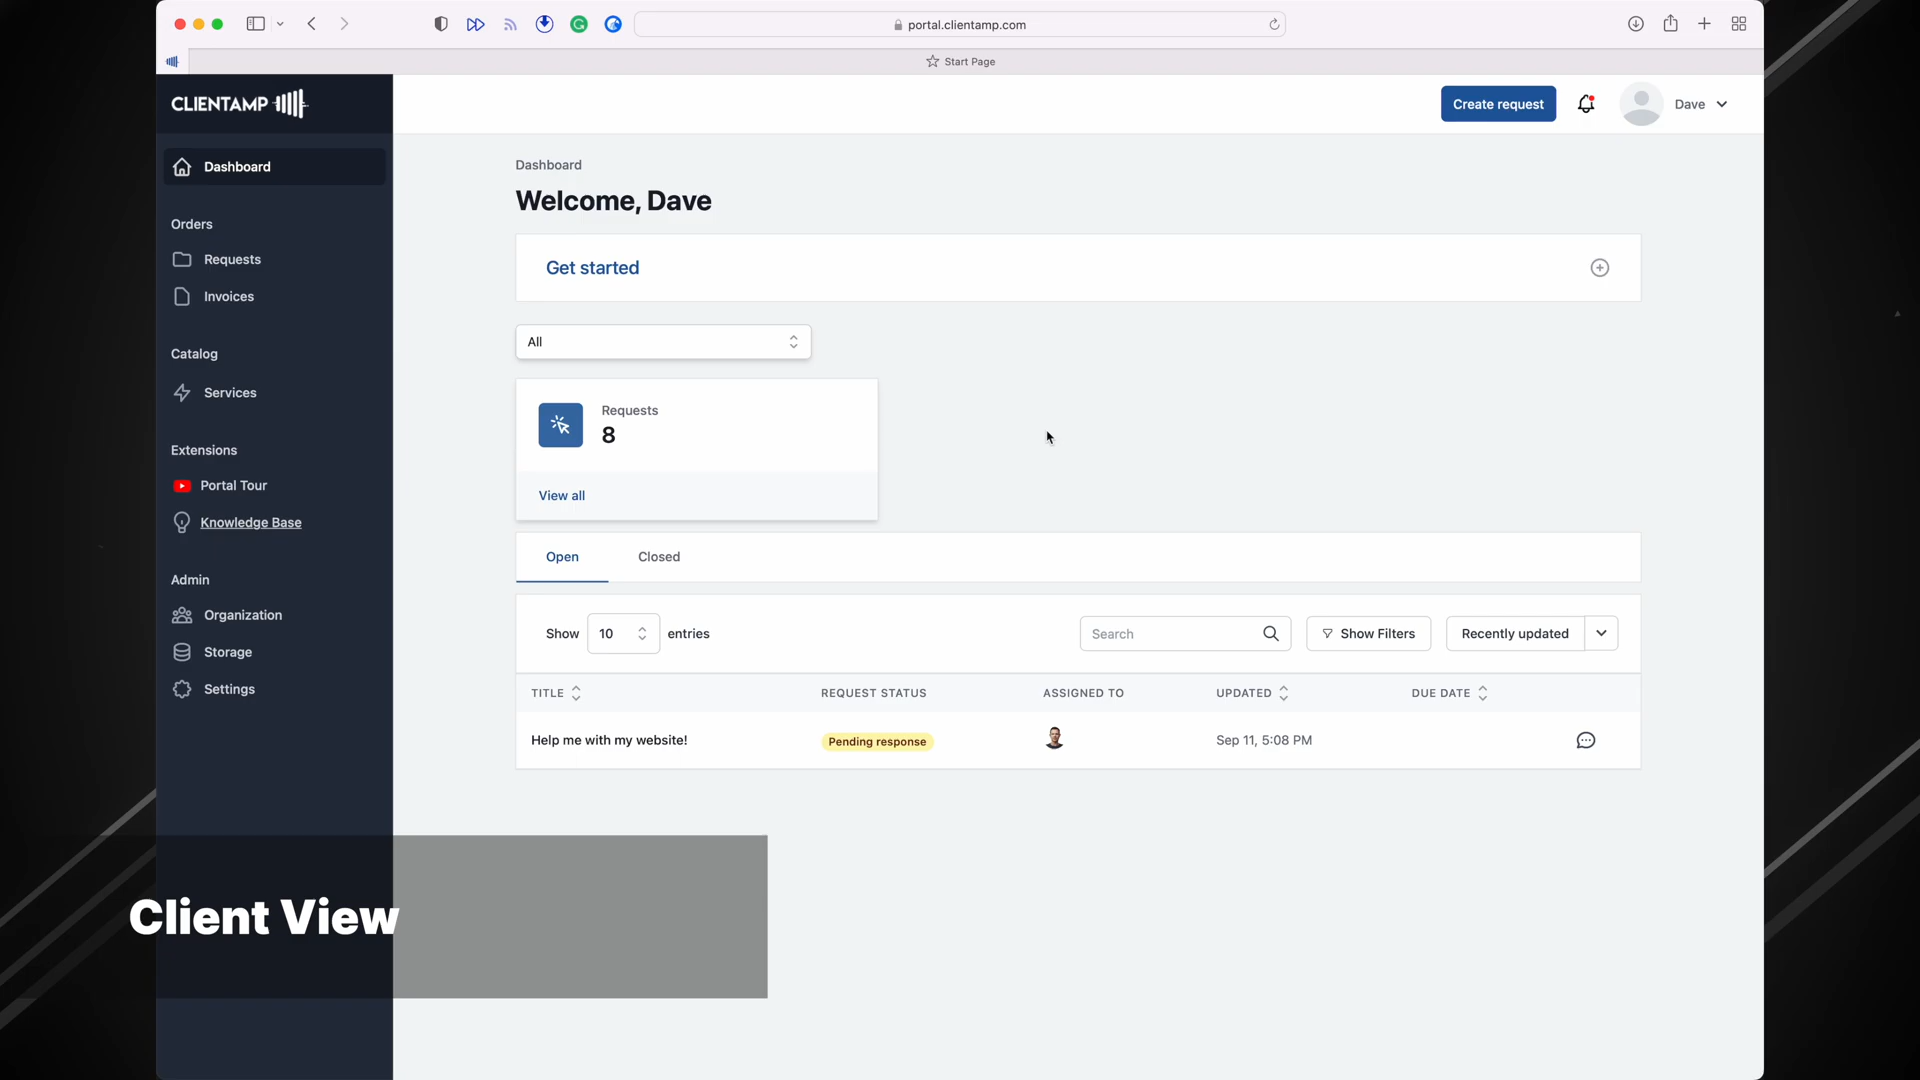 portal.clientamp.com
Start Page
CLIENTAMP
Create request
Dave
Dashboard
Orders
Requests
Invoices
Catalog
Services
Extensions
Portal Tour
Knowledge Base
Admin
Organization
Storage
Settings
Dashboard
Welcome, Dave
Get started
All
Requests
8
View all
Open
Closed
Show 10 entries
Search
Show Filters
Recently updated
TITLE REQUEST STATUS ASSIGNED TO UPDATED DUE DATE
Help me with my website! Pending response Sep 11, 5:08 PM
Client View